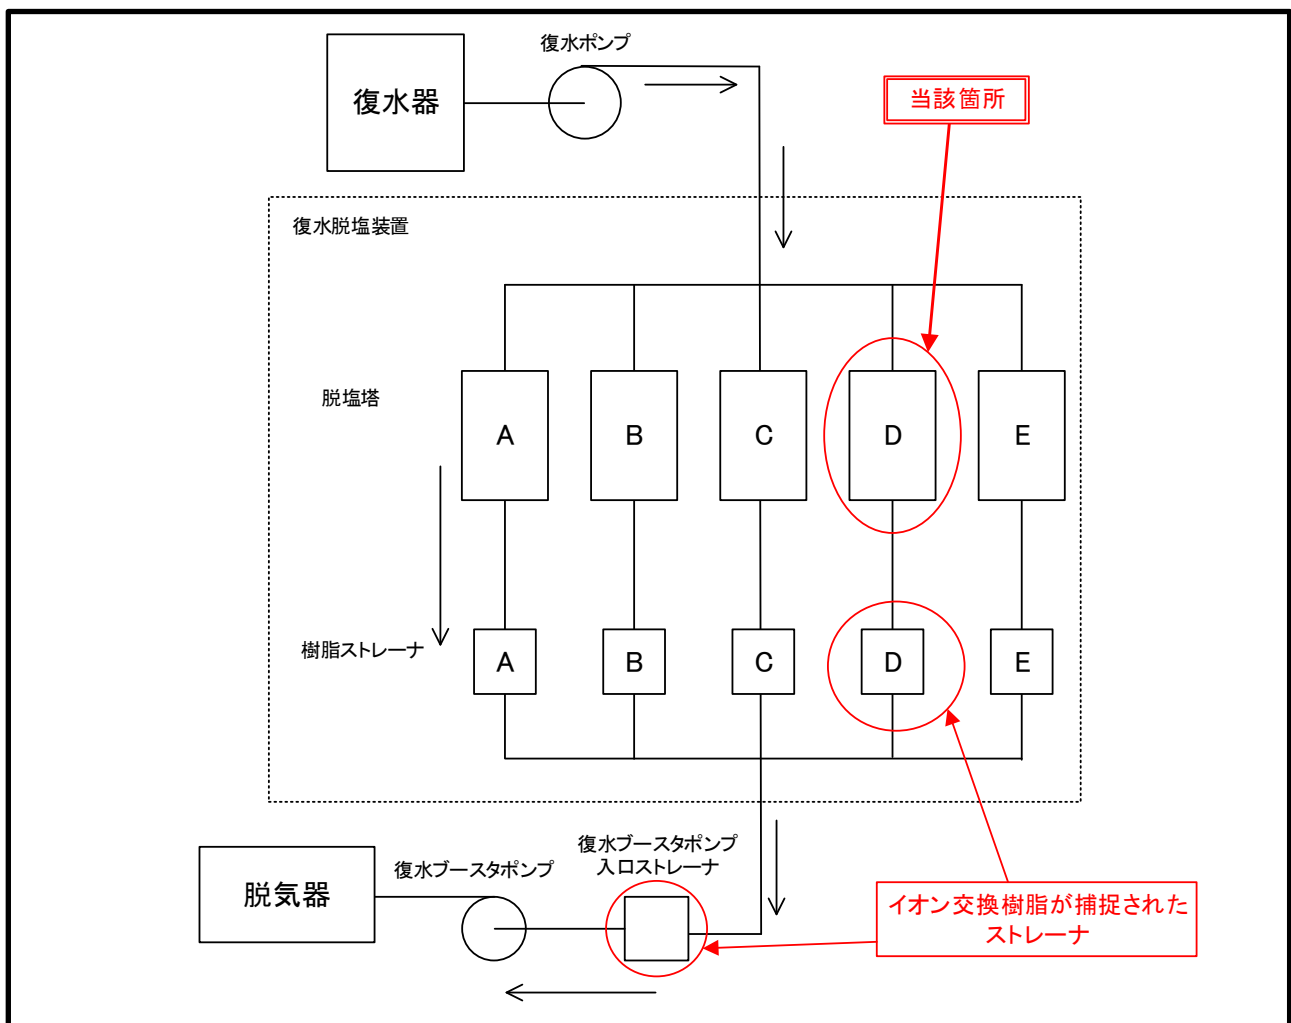 復水ポンプ
復水器
当該箇所
復水脱塩装置
脱塩塔
A
B
C
D
E
樹脂ストレーナ
A
B
C
D
E
復水ブースタポンプ
入口ストレーナ
復水ブースタポンプ
脱気器
イオン交換樹脂が捕捉された
ストレーナ